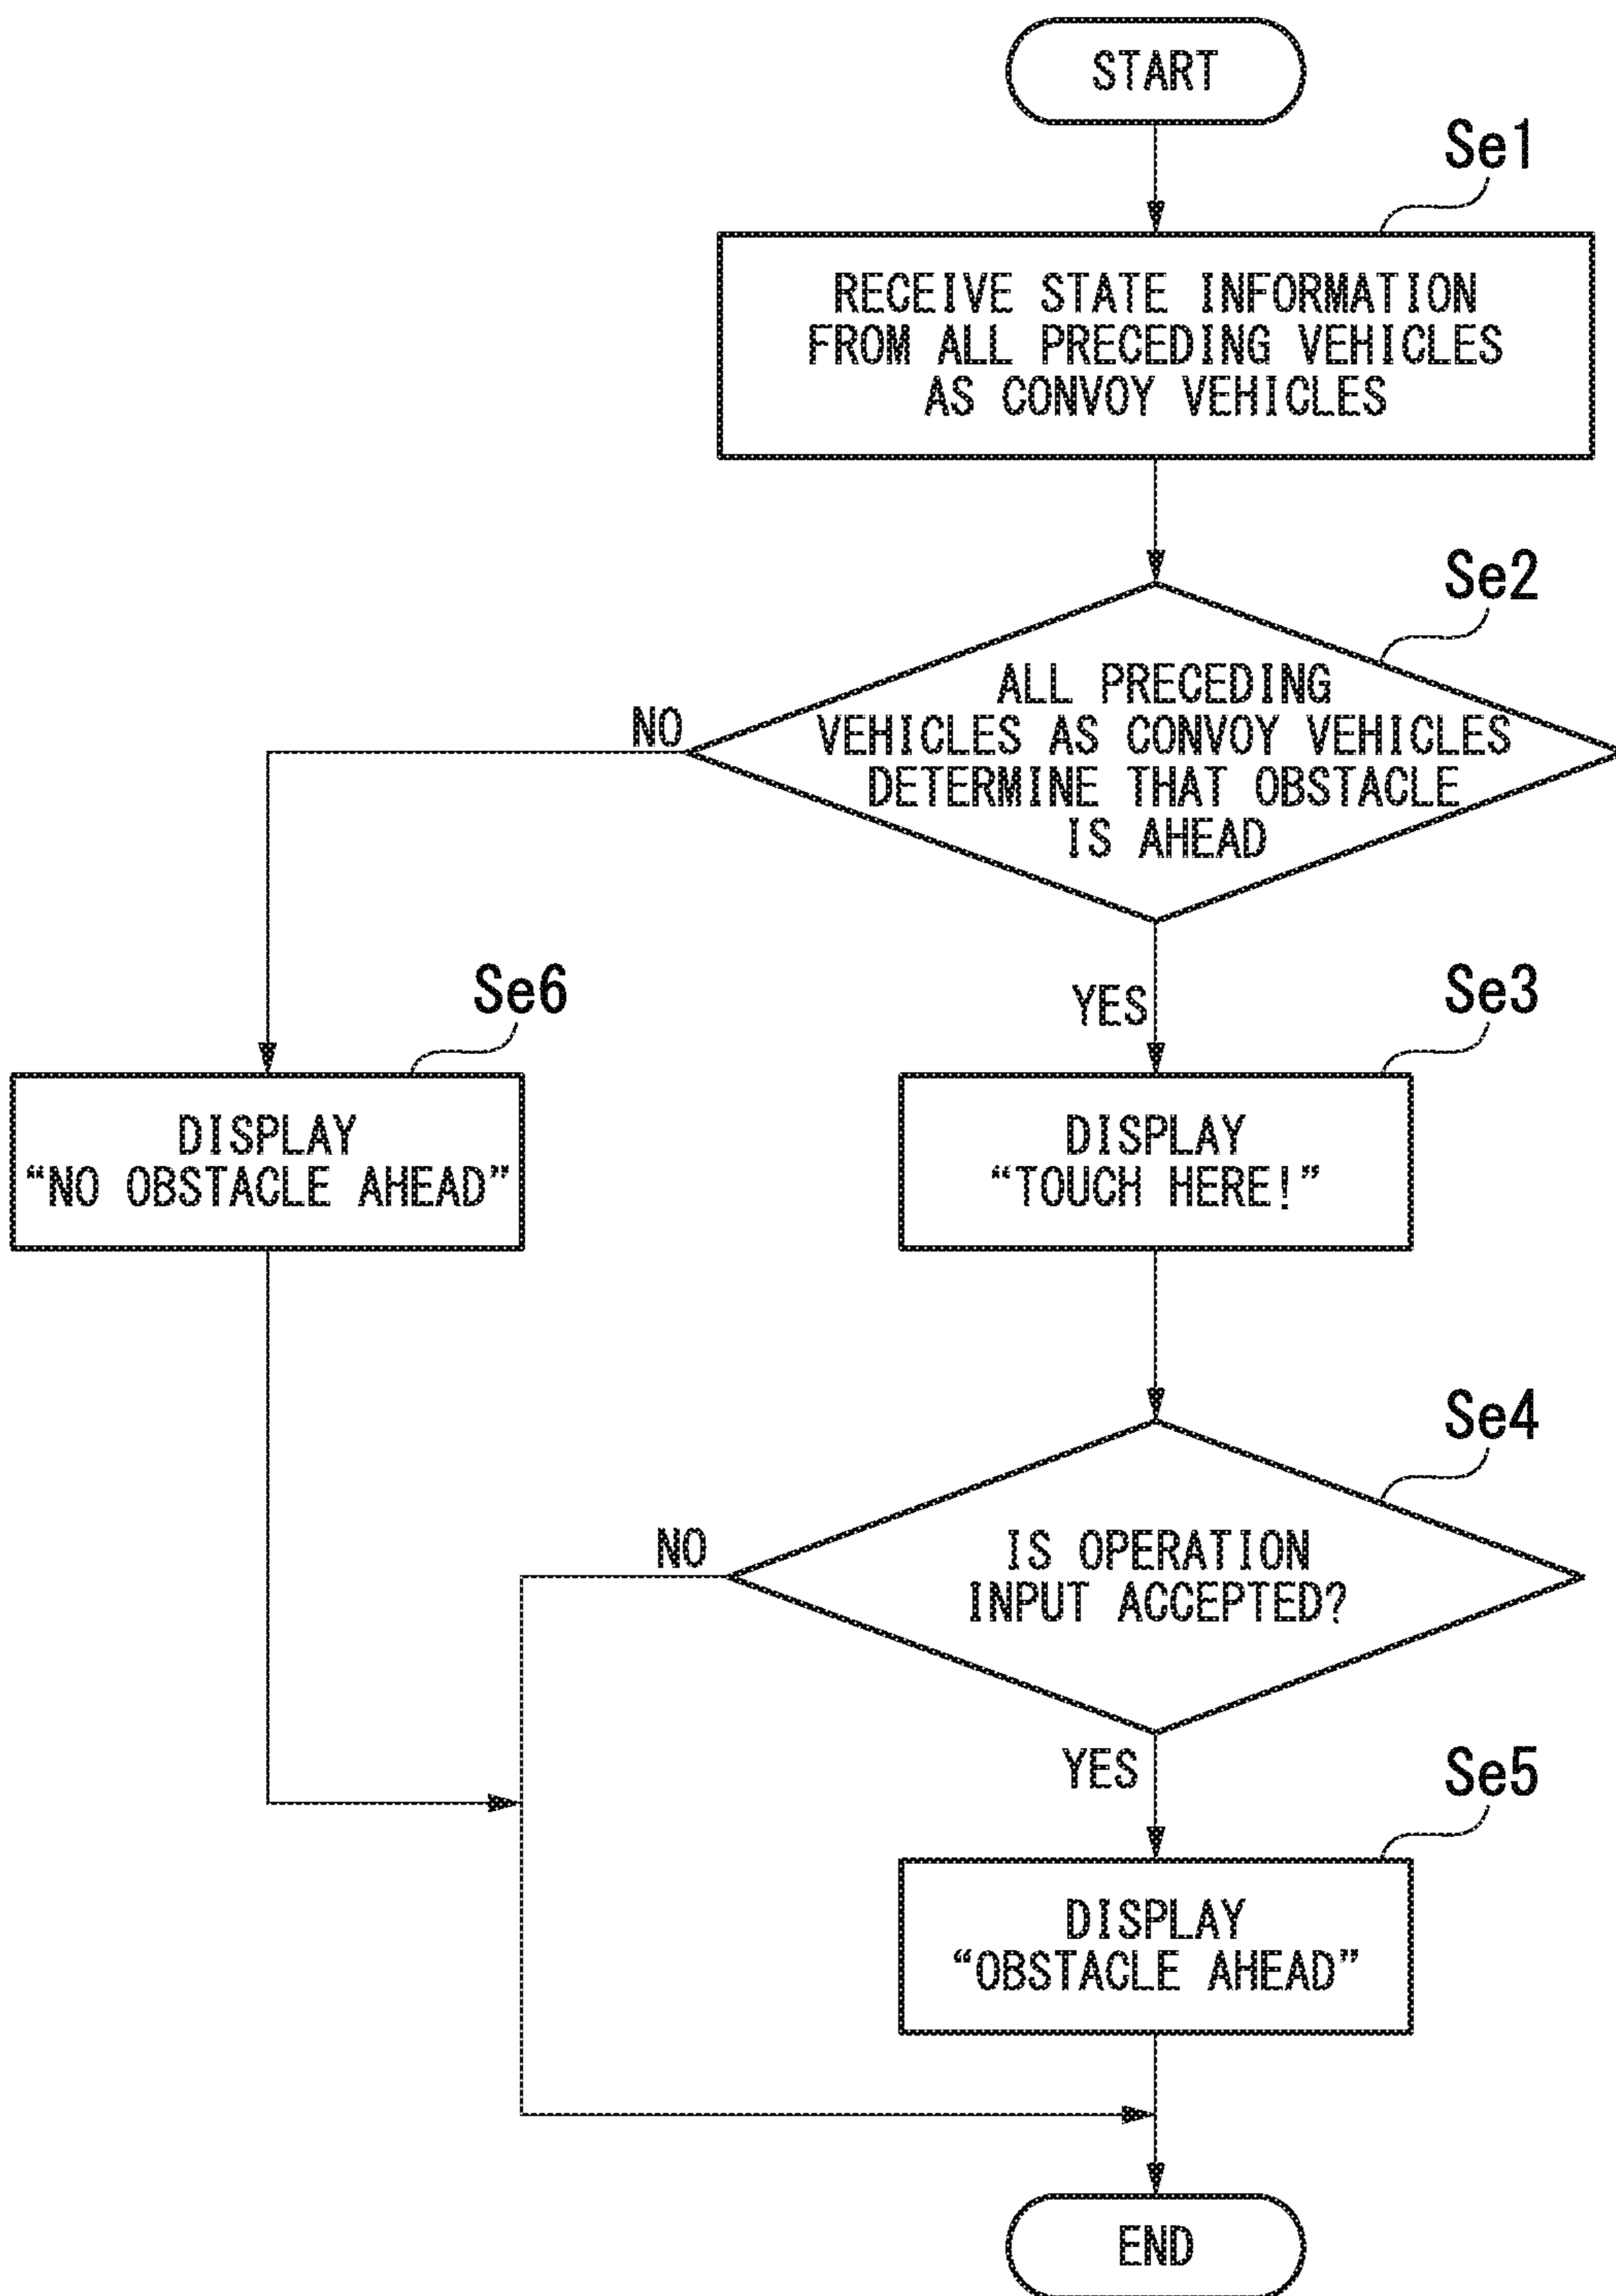 START
Se1
RECEIVE STATE INFORMATION
FROM ALL PRECEDING VEHICLES
AS CONVOY VEHICLES
Se2
ALL PRECEDING
VEHICLES AS CONVOY VEHICLES
DETERMINE THAT OBSTACLE
IS AHEAD
NO
YES
Se6
DISPLAY
“NO OBSTACLE AHEAD”
Se3
DISPLAY
“TOUCH HERE!”
Se4
IS OPERATION
INPUT ACCEPTED?
NO
YES
Se5
DISPLAY
“OBSTACLE AHEAD”
END